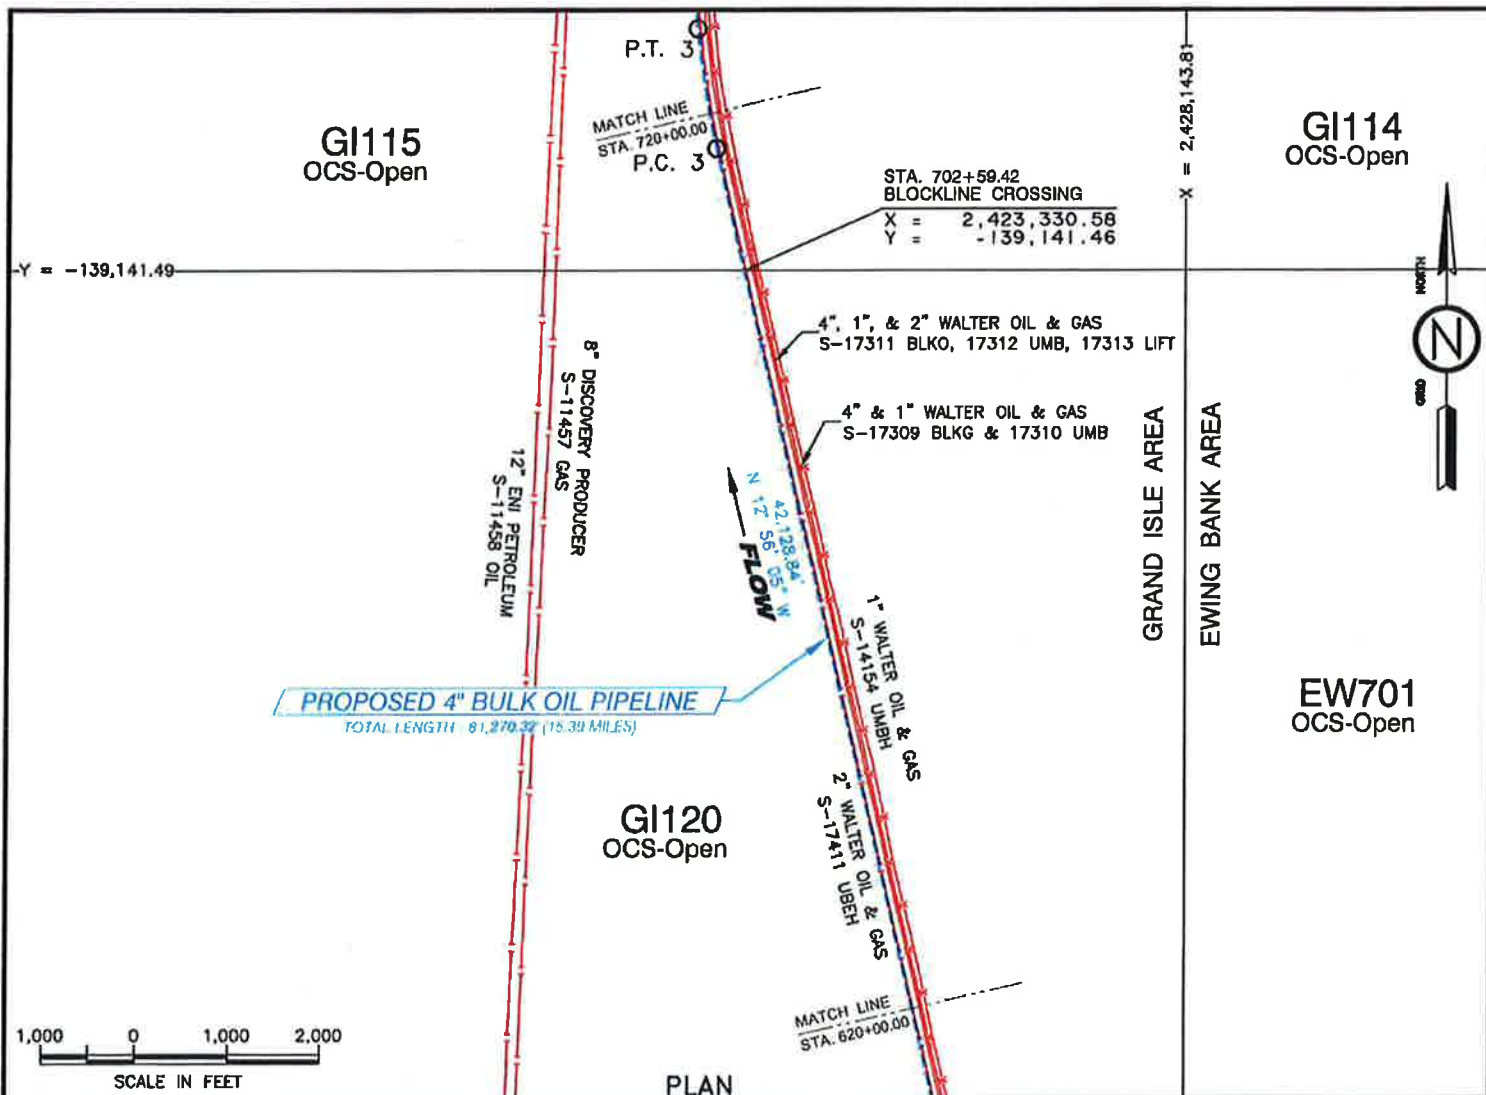 P.T. 3
MATCH LINE
STA. 720+00.00
P.C. 3
GI115
OCS-Open
X = 2,428,143.81
GI114
OCS-Open
STA. 702+59.42
BLOCKLINE CROSSING
X = 2,423,330.58
Y = -139,141.46
Y = -139,141.49
NORTH
N
GRID
4", 1", & 2" WALTER OIL & GAS
S-17311 BLKO, 17312 UMB, 17313 LIFT
4" & 1" WALTER OIL & GAS
S-17309 BLKG & 17310 UMB
8" DISCOVERY PRODUCER
S-11457 GAS
12" ENI PETROLEUM
S-11458 OIL
42,128.84'
N 12° 56' 05" W
FLOW
GRAND ISLE AREA
EWING BANK AREA
1" WALTER OIL & GAS
S-14154 UMBH
PROPOSED 4" BULK OIL PIPELINE
TOTAL LENGTH 81,270.32' (15.39 MILES)
EW701
OCS-Open
2" WALTER OIL & GAS
S-17411 UBEH
GI120
OCS-Open
MATCH LINE
STA. 620+00.00
1,000 0 1,000 2,000
SCALE IN FEET
PLAN